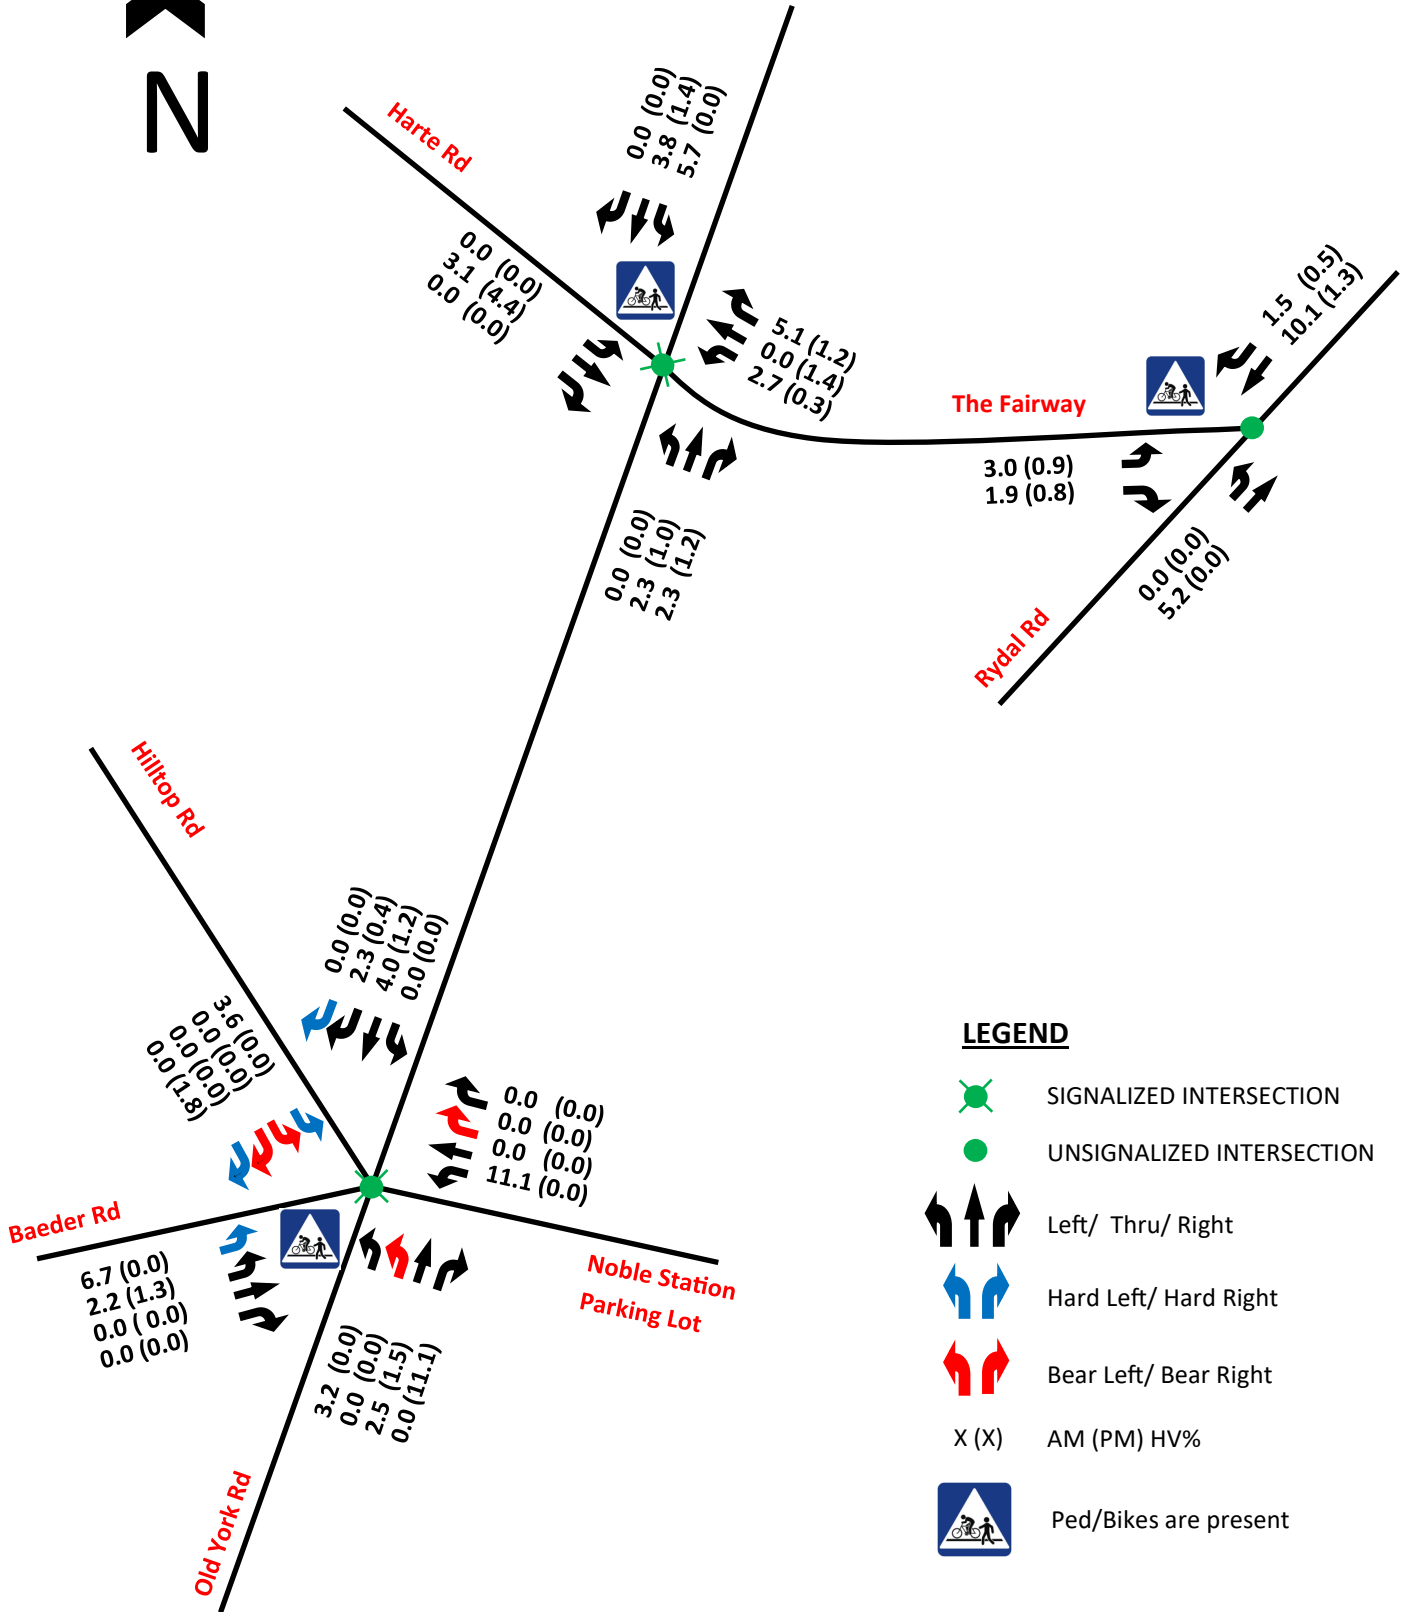 N
Harte Rd
0.0 (0.0)
3.8 (1.4)
5.7 (0.0)
0.0 (0.0)
3.1 (4.4)
0.0 (0.0)
5.1 (1.2)
0.0 (1.4)
2.7 (0.3)
1.5 (0.5)
10.1 (1.3)
The Fairway
3.0 (0.9)
1.9 (0.8)
0.0 (0.0)
5.2 (0.0)
Rydal Rd
0.0 (0.0)
2.3 (1.0)
2.3 (1.2)
Hilltop Rd
0.0 (0.0)
2.3 (0.4)
4.0 (1.2)
0.0 (0.0)
3.6 (0.0)
0.0 (0.0)
0.0 (0.0)
0.0 (1.8)
0.0 (0.0)
0.0 (0.0)
0.0 (0.0)
11.1 (0.0)
Baeder Rd
6.7 (0.0)
2.2 (1.3)
0.0 ( 0.0)
0.0 (0.0)
Noble Station
Parking Lot
3.2 (0.0)
0.0 (0.0)
2.5 (1.5)
0.0 (11.1)
Old York Rd
LEGEND
SIGNALIZED INTERSECTION
UNSIGNALIZED INTERSECTION
Left/ Thru/ Right
Hard Left/ Hard Right
Bear Left/ Bear Right
X (X) AM (PM) HV%
Ped/Bikes are present